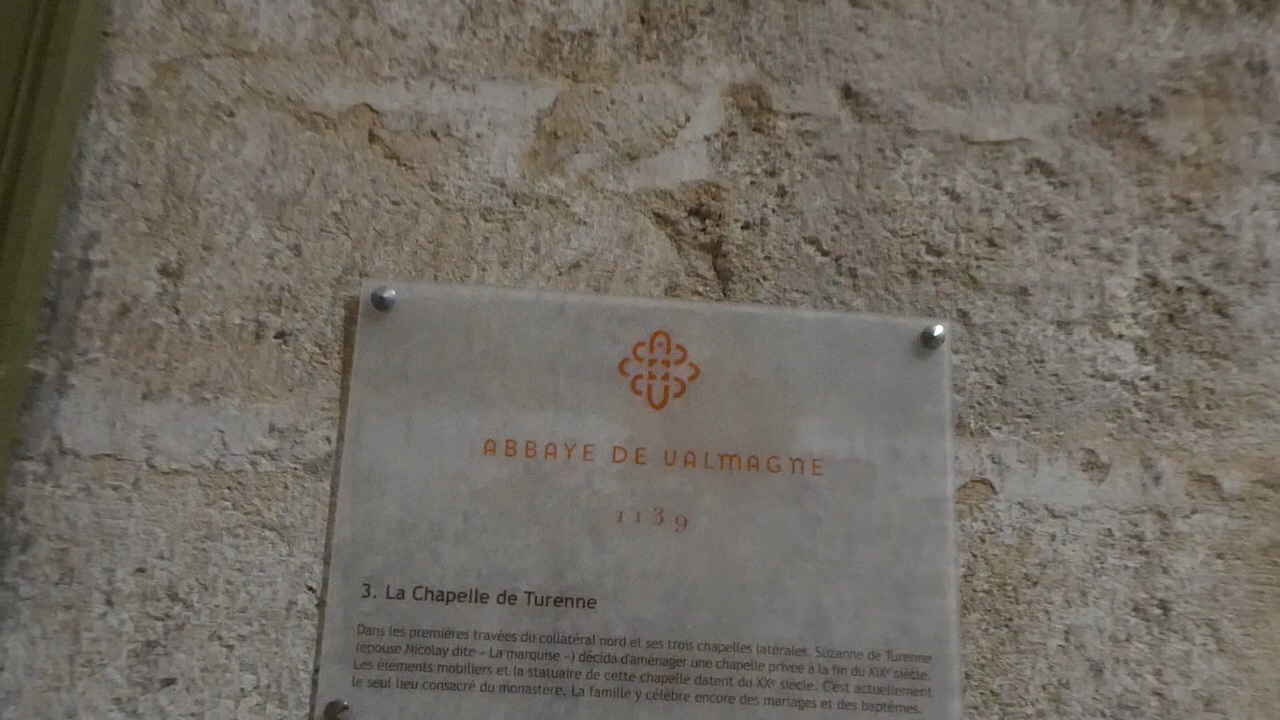 ABBAYE DE VALMAGNE
1139
3. La Chapelle de Turenne
Dans les premières travées du collatéral nord et ses trois chapelles latérales, Suzanne de Turenne
(épouse Nicolay dite « La marquise ») décida d'aménager une chapelle privée à la fin du XIXe siècle.
Les éléments mobiliers et la statuaire de cette chapelle datent du XXe siècle. C'est actuellement
le seul lieu consacré du monastère. La famille y célèbre encore des mariages et des baptêmes.